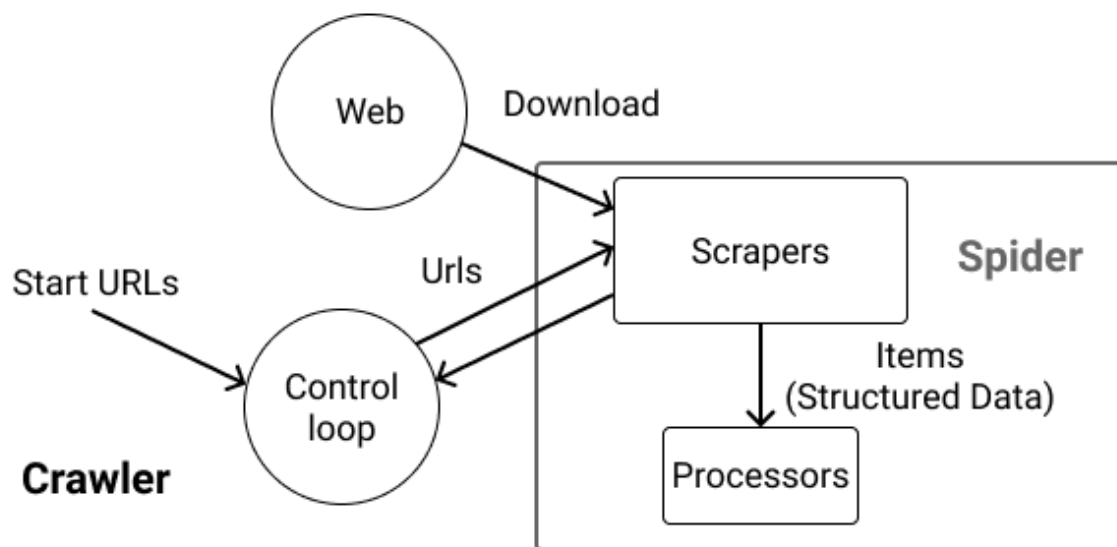 Web
Download
Scrapers
Spider
Urls
Start URLs
Control
loop
Items
(Structured Data)
Crawler
Processors